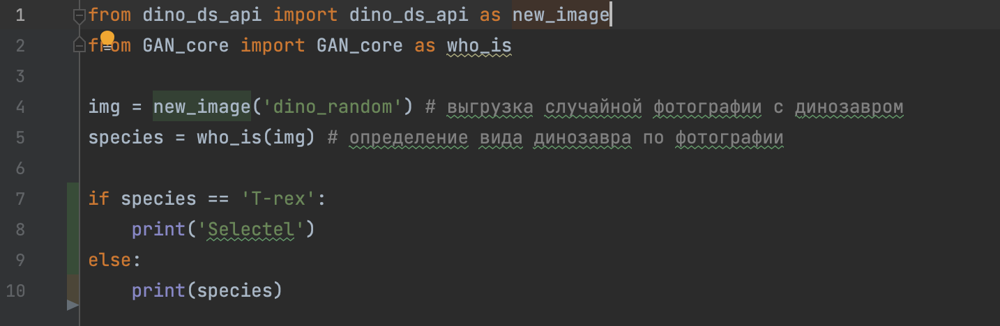 1 from dino_ds_api import dino_ds_api as new_image
2 from GAN_core import GAN_core as who_is
3
4 img = new_image('dino_random') # выгрузка случайной фотографии с динозавром
5 species = who_is(img) # определение вида динозавра по фотографии
6
7 if species == 'T-rex':
8     print('Selectel')
9 else:
10     print(species)